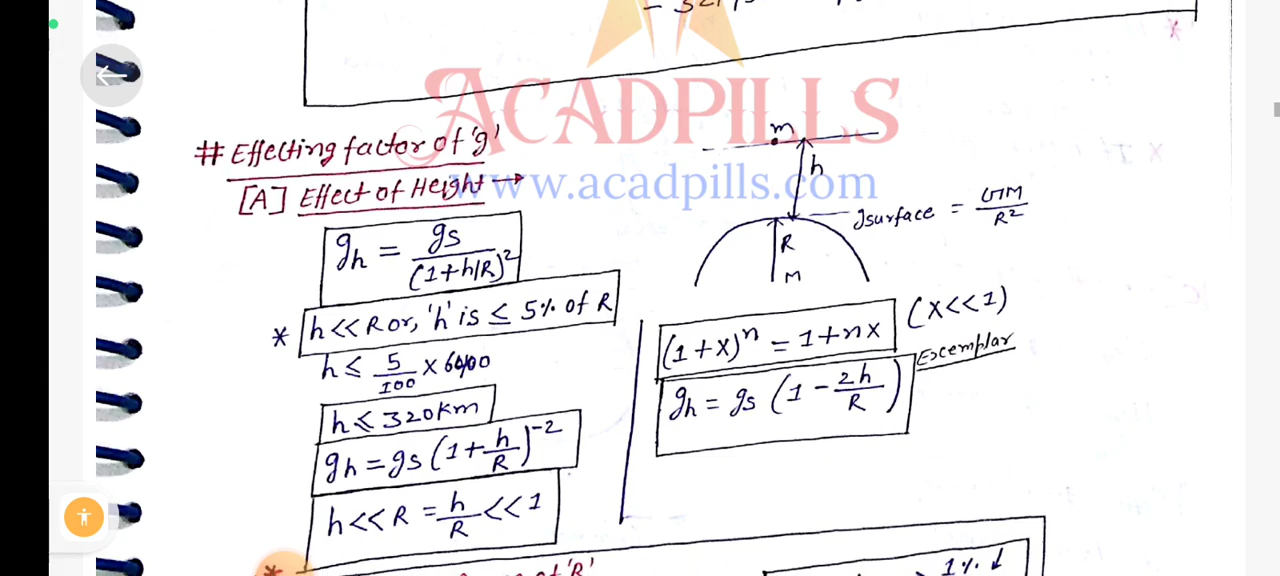 ACADPILLS
www.acadpills.com
# Effecting factor of 'g'
[A] Effect of Height →
gh = gs / (1+h/R)²
* h << R or, 'h' is ≤ 5% of R
h ≤ 5/100 × 6400
h ≤ 320km
gh = gs (1 + h/R)⁻²
h << R = h/R << 1
m
h
gsurface = GM/R²
R
M
(1+x)ⁿ = 1+nx (x<<1)
Excemplar
gh = gs (1 - 2h/R)
* of 'R'
1% ↓